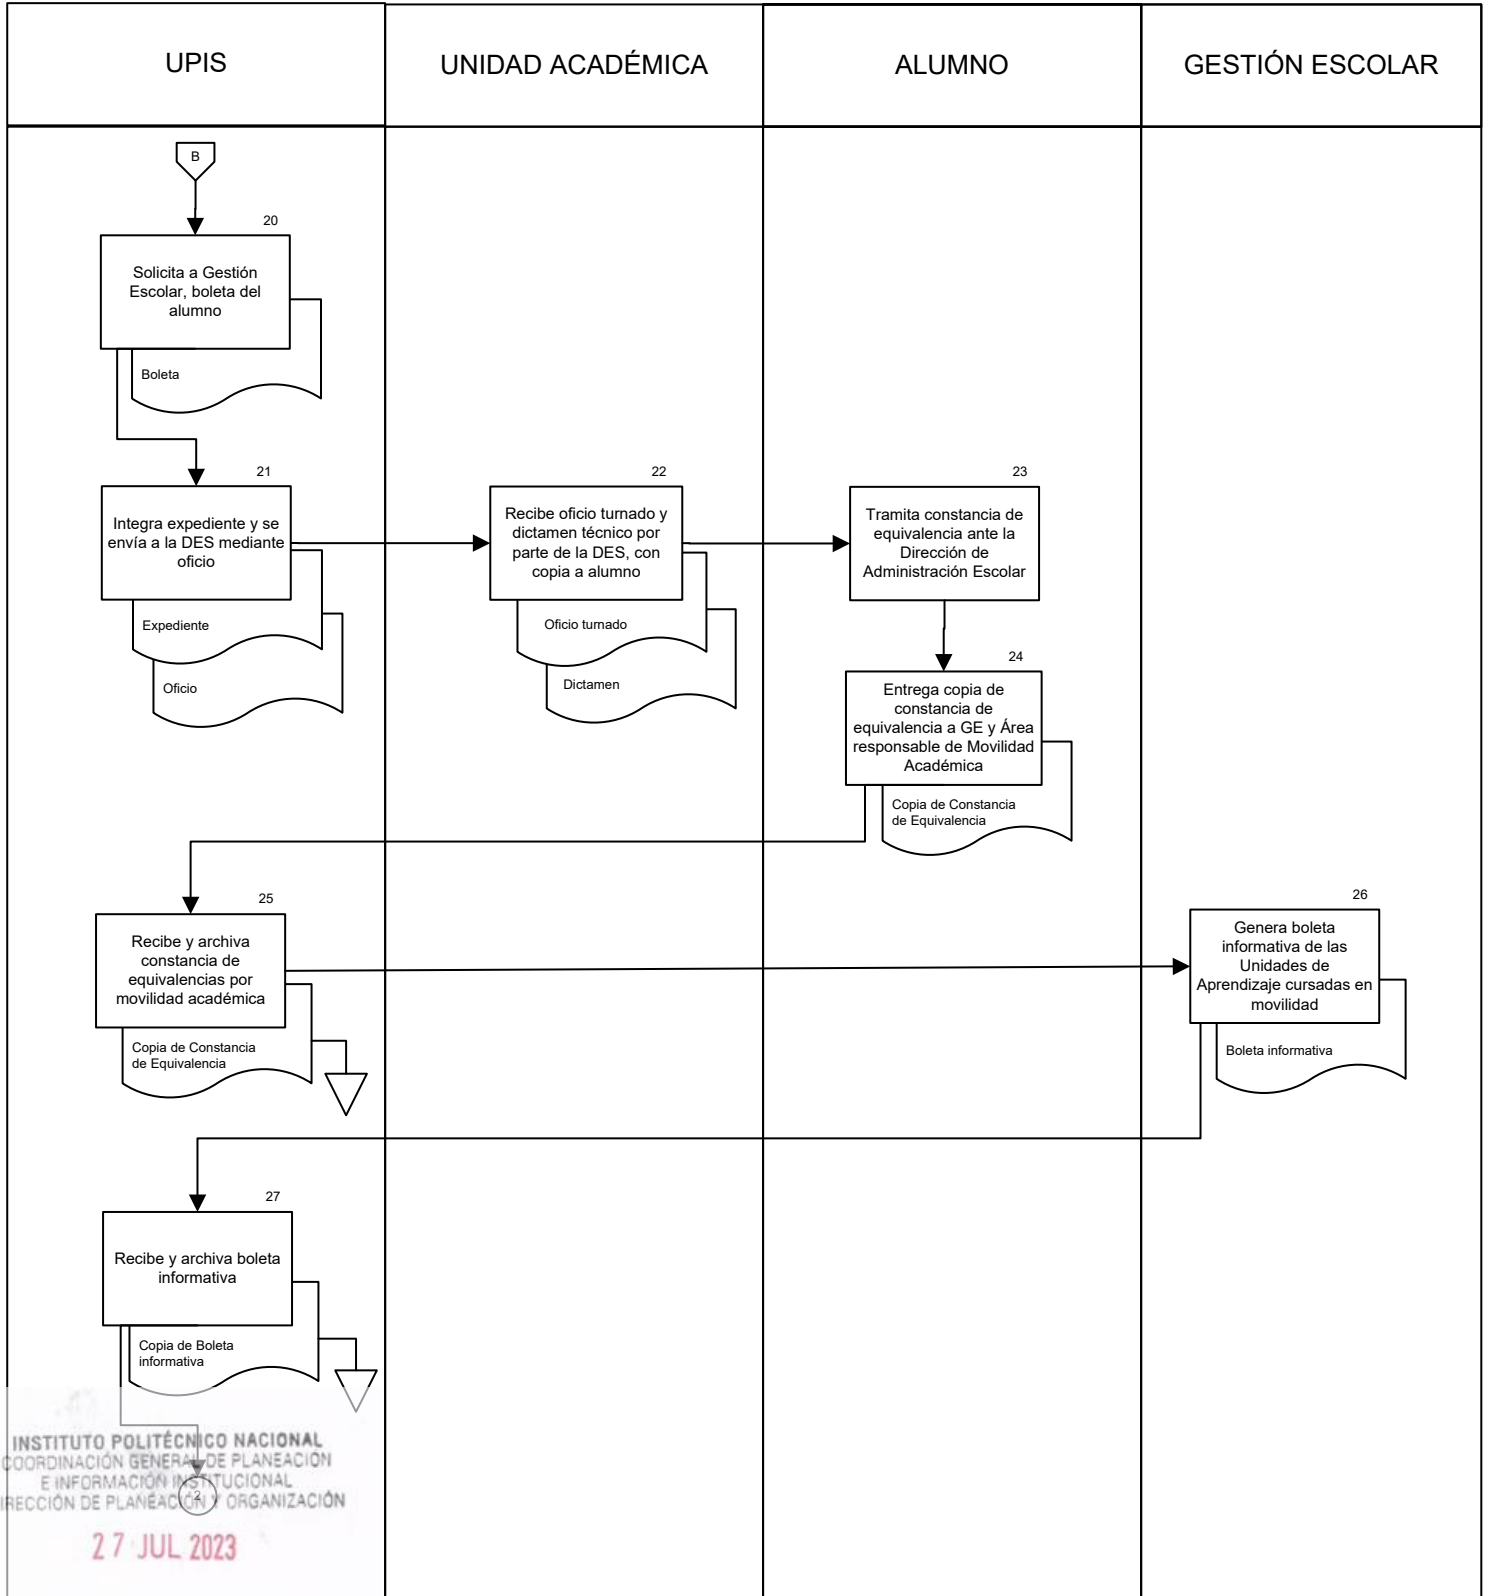 UPIS
UNIDAD ACADÉMICA
ALUMNO
GESTIÓN ESCOLAR
B
20
Solicita a Gestión
Escolar, boleta del
alumno
Boleta
21
Integra expediente y se
envía a la DES mediante
oficio
Expediente
Oficio
22
Recibe oficio turnado y
dictamen técnico por
parte de la DES, con
copia a alumno
Oficio turnado
Dictamen
23
Tramita constancia de
equivalencia ante la
Dirección de
Administración Escolar
24
Entrega copia de
constancia de
equivalencia a GE y Área
responsable de Movilidad
Académica
Copia de Constancia
de Equivalencia
25
Recibe y archiva
constancia de
equivalencias por
movilidad académica
Copia de Constancia
de Equivalencia
26
Genera boleta
informativa de las
Unidades de
Aprendizaje cursadas en
movilidad
Boleta informativa
27
Recibe y archiva boleta
informativa
Copia de Boleta
informativa
2
INSTITUTO POLITÉCNICO NACIONAL
COORDINACIÓN GENERAL DE PLANEACIÓN
E INFORMACIÓN INSTITUCIONAL
IRECCIÓN DE PLANEACIÓN Y ORGANIZACIÓN
27 JUL 2023